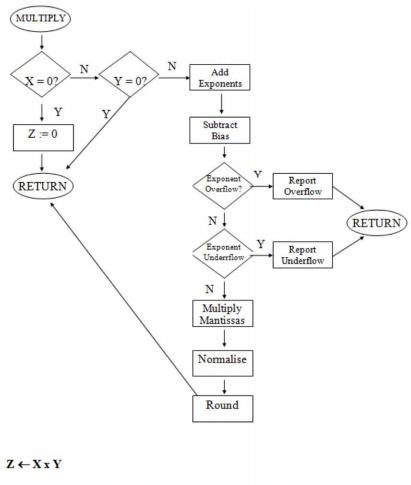 MULTIPLY
X = 0?
N
Y = 0?
N
Add
Exponents
Y
Y
Z := 0
Subtract
Bias
RETURN
Exponent
Overflow?
Y
Report
Overflow
RETURN
N
Exponent
Underrflow
Y
Report
Underflow
N
Multiply
Mantissas
Normalise
Round
Z ← X x Y